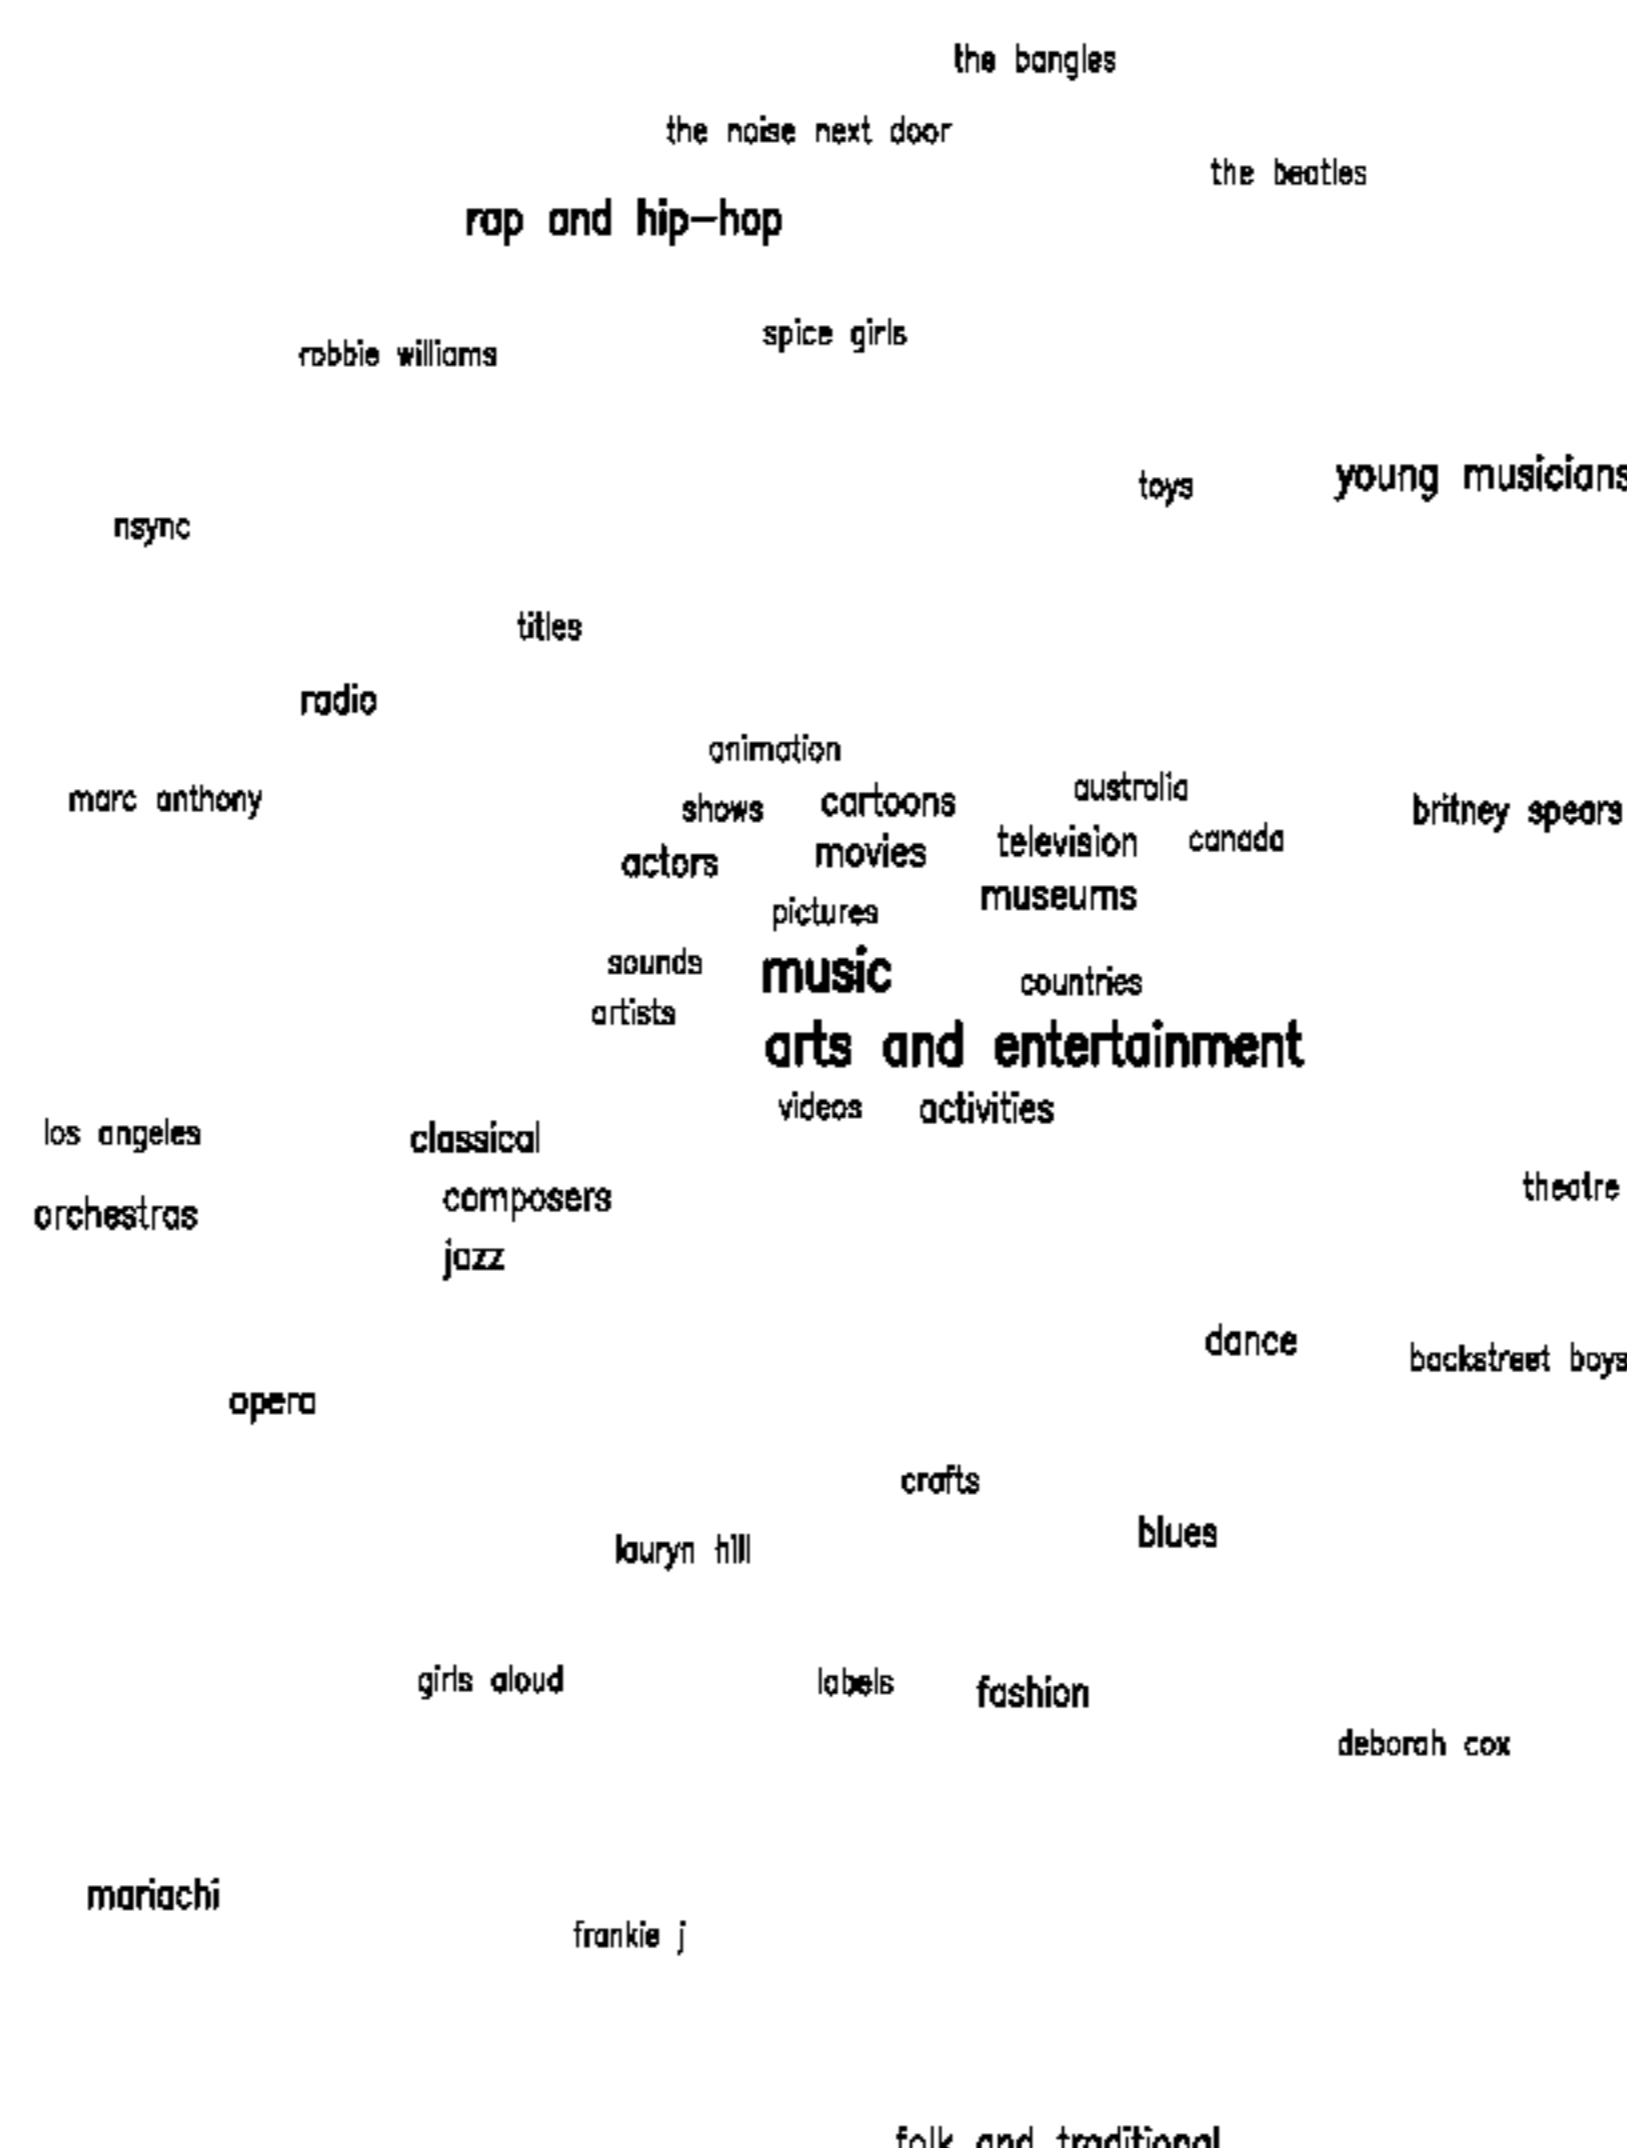 the bangles
the noise next door
the beatles
rap and hip-hop
spice girls
robbie williams
toys
young musicians
nsync
titles
radio
animation
marc anthony
shows
cartoons
australia
britney spears
actors
movies
television
canada
museums
pictures
sounds
music
countries
artists
arts and entertainment
videos
activities
los angeles
classical
theatre
orchestras
composers
jazz
dance
backstreet boys
opera
crafts
lauryn hill
blues
girls aloud
labels
fashion
deborah cox
mariachi
frankie j
folk and traditional